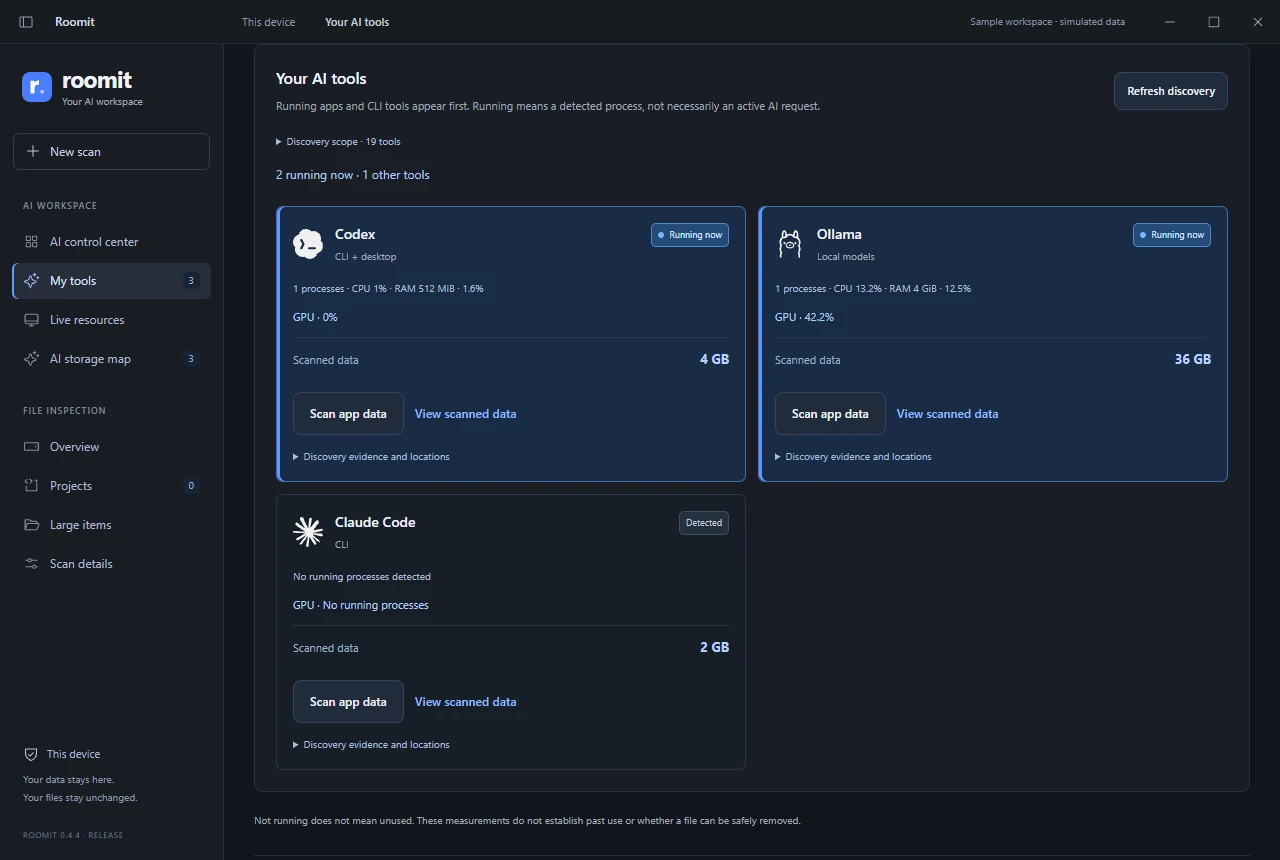 Roomit
This device
Your AI tools
Sample workspace · simulated data
r.
roomit
Your AI workspace
New scan
AI WORKSPACE
AI control center
My tools
3
Live resources
AI storage map
3
FILE INSPECTION
Overview
Projects
0
Large items
Scan details
This device
Your data stays here.
Your files stay unchanged.
ROOMIT 0.4.4 · RELEASE
Your AI tools
Running apps and CLI tools appear first. Running means a detected process, not necessarily an active AI request.
Refresh discovery
Discovery scope · 19 tools
2 running now · 1 other tools
Codex
CLI + desktop
Running now
1 processes · CPU 1% · RAM 512 MiB · 1.6%
GPU · 0%
Scanned data
4 GB
Scan app data
View scanned data
Discovery evidence and locations
Ollama
Local models
Running now
1 processes · CPU 13.2% · RAM 4 GiB · 12.5%
GPU · 42.2%
Scanned data
36 GB
Scan app data
View scanned data
Discovery evidence and locations
Claude Code
CLI
Detected
No running processes detected
GPU · No running processes
Scanned data
2 GB
Scan app data
View scanned data
Discovery evidence and locations
Not running does not mean unused. These measurements do not establish past use or whether a file can be safely removed.